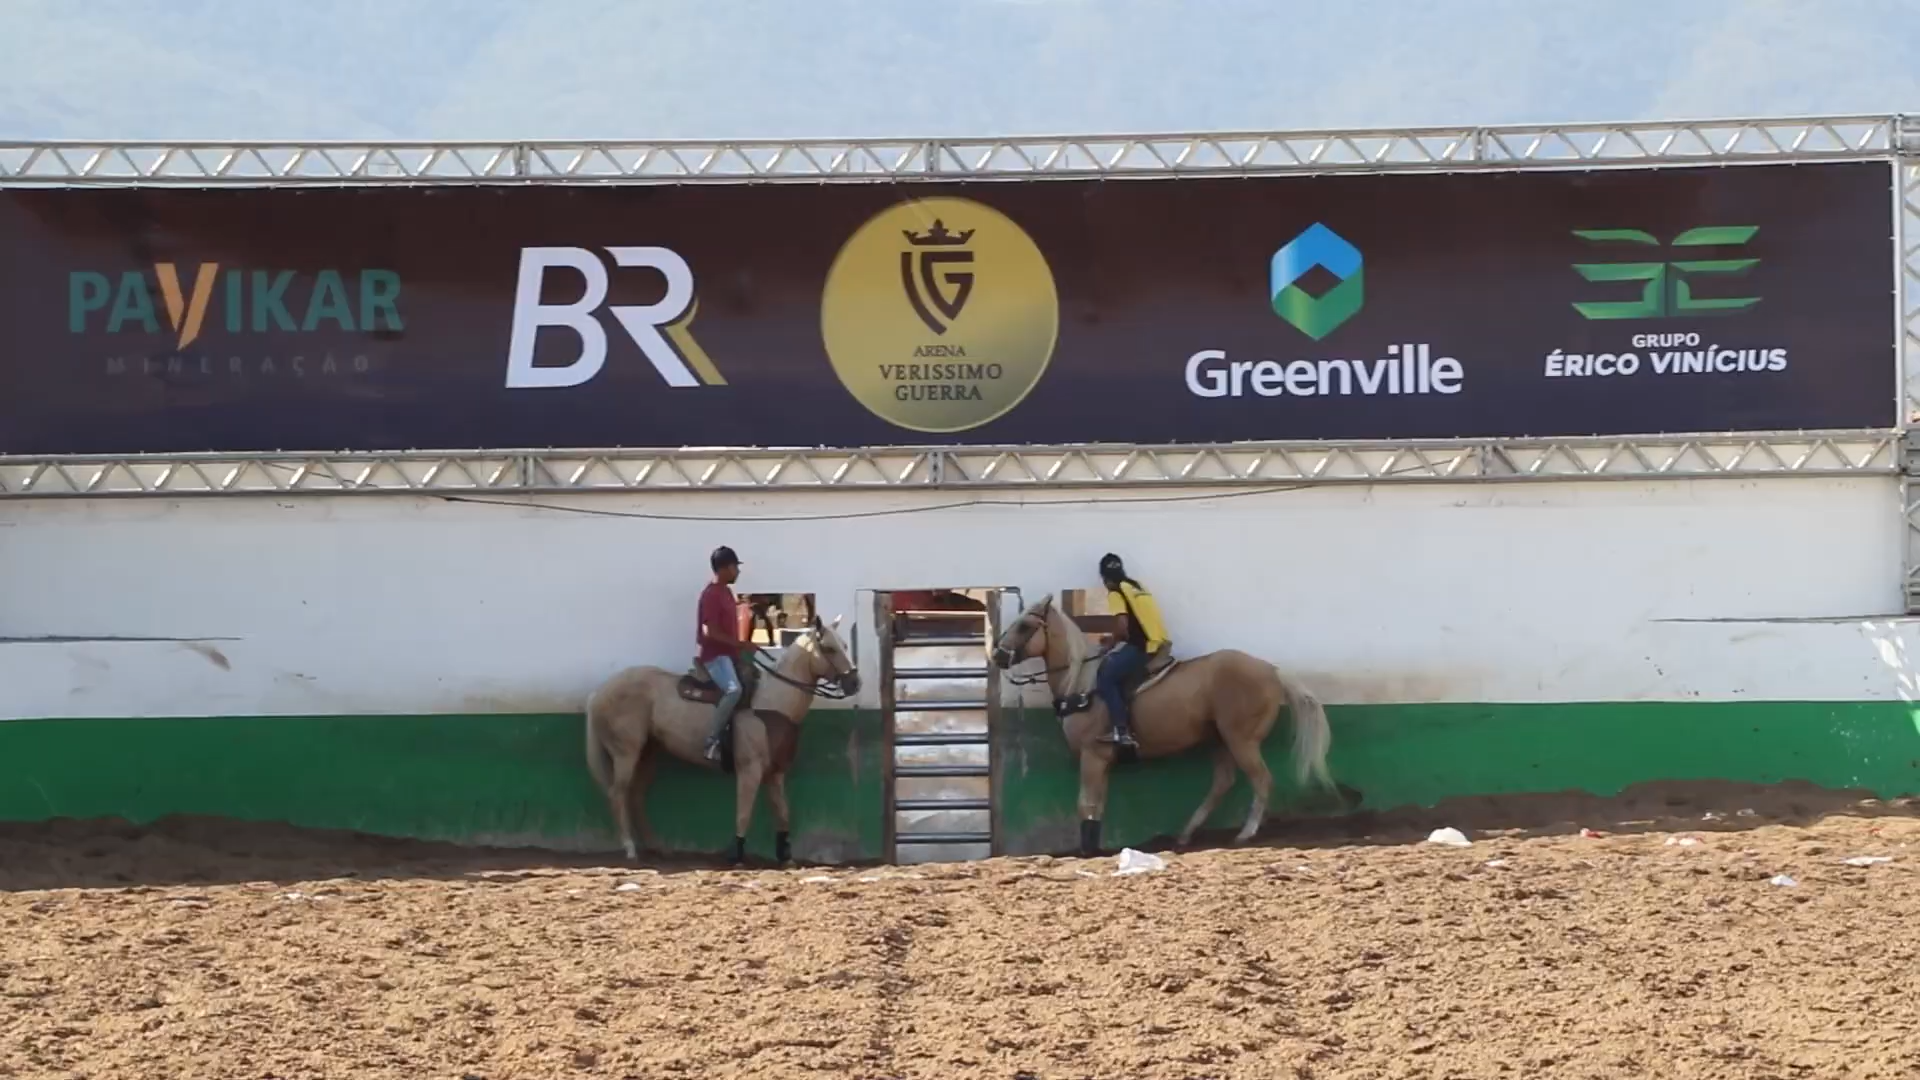 PAVIKAR
MINERAÇÃO
BR
G
ARENA
VERISSIMO
GUERRA
Greenville
GRUPO
ÉRICO VINÍCIUS